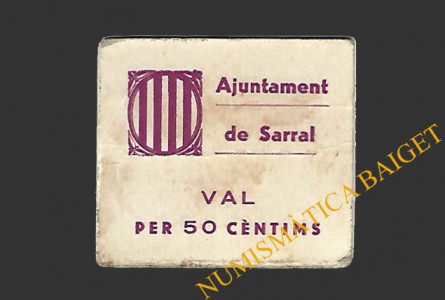 Ajuntament
de Sarral
VAL
PER 50 CÈNTIMS
NUMISMÀTICA BAIGET